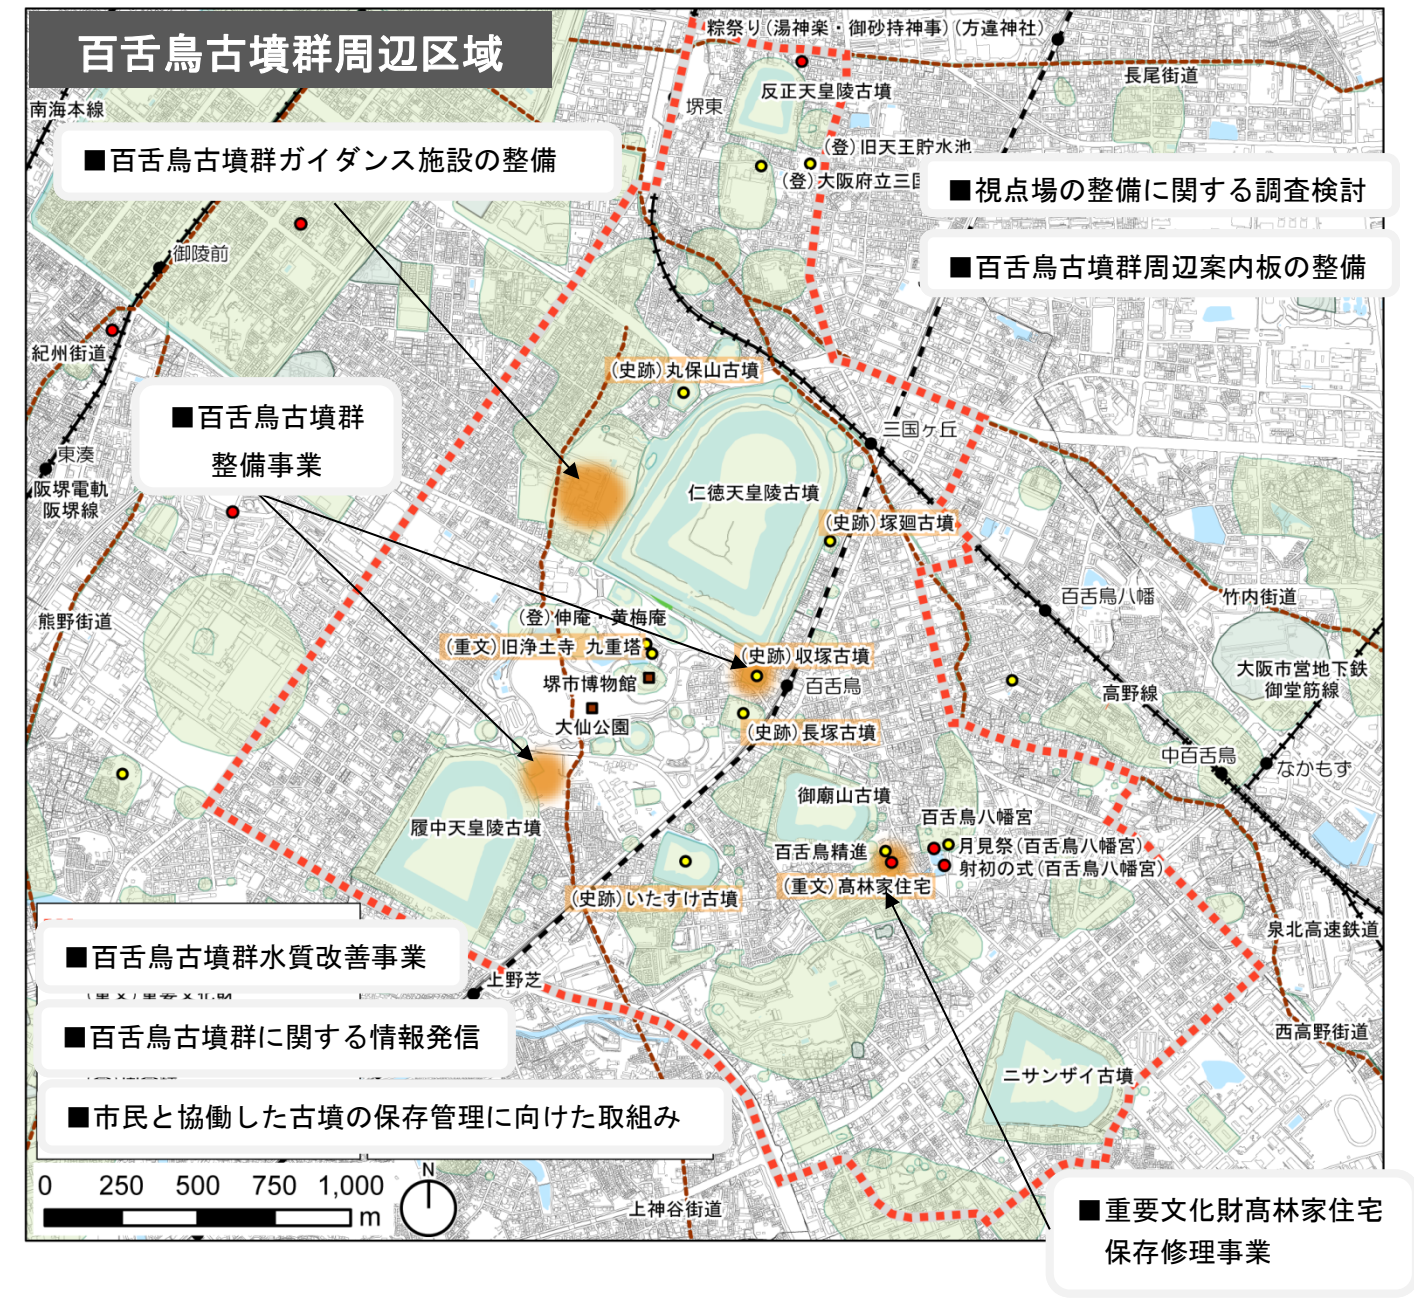 百舌鳥古墳群周辺区域
粽祭り(湯神楽・御砂持神事)(方違神社)
長尾街道
南海本線
堺東
反正天皇陵古墳
■百舌鳥古墳群ガイダンス施設の整備
(登)旧天王貯水池
(登)大阪府立三国
■視点場の整備に関する調査検討
御陵前
■百舌鳥古墳群周辺案内板の整備
紀州街道
(史跡)丸保山古墳
■百舌鳥古墳群
整備事業
三国ヶ丘
東湊
阪堺電軌
阪堺線
仁徳天皇陵古墳
(史跡)塚廻古墳
百舌鳥八幡
竹内街道
熊野街道
(登)伸庵・黄梅庵
(重文)旧浄土寺 九重塔
(史跡)収塚古墳
大阪市営地下鉄
御堂筋線
堺市博物館
百舌鳥
高野線
大仙公園
(史跡)長塚古墳
中百舌鳥
なかもず
御廟山古墳
百舌鳥八幡宮
履中天皇陵古墳
百舌鳥精進
月見祭(百舌鳥八幡宮)
射初の式(百舌鳥八幡宮)
(重文)髙林家住宅
(史跡)いたすけ古墳
泉北高速鉄道
■百舌鳥古墳群水質改善事業
上野芝
(重文)重要文化財
■百舌鳥古墳群に関する情報発信
西高野街道
ニサンザイ古墳
■市民と協働した古墳の保存管理に向けた取組み
N
0 250 500 750 1,000
m
上神谷街道
■重要文化財髙林家住宅
保存修理事業